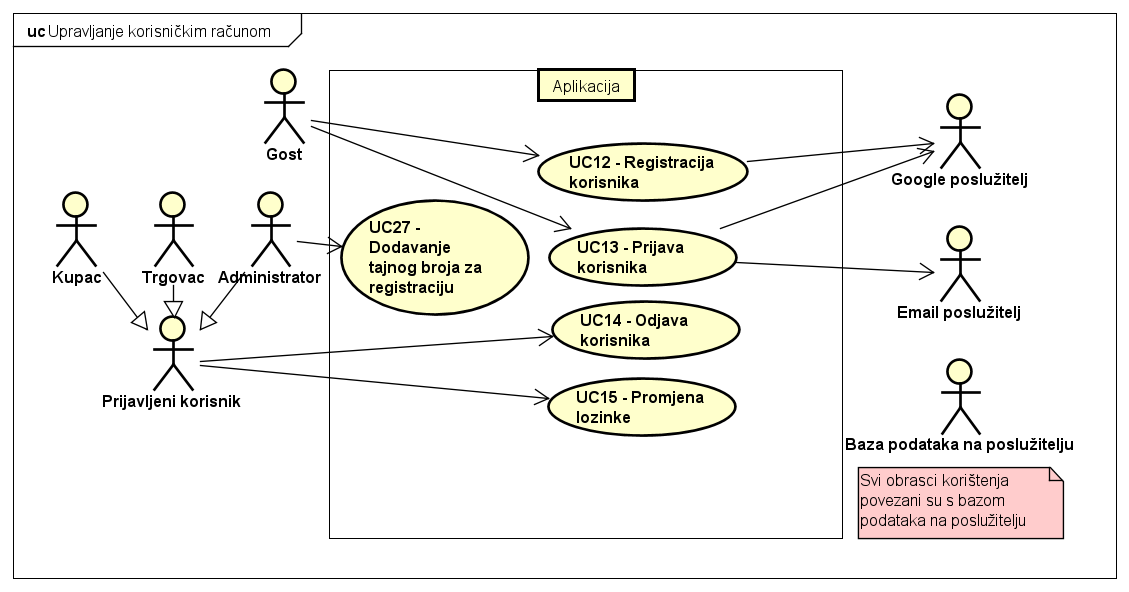 uc Upravljanje korisničkim računom
Aplikacija
Gost
UC12 - Registracija
korisnika
Google poslužitelj
Kupac
Trgovac
Administrator
UC27 -
Dodavanje
tajnog broja za
registraciju
UC13 - Prijava
korisnika
Email poslužitelj
UC14 - Odjava
korisnika
Prijavljeni korisnik
UC15 - Promjena
lozinke
Baza podataka na poslužitelju
Svi obrasci korištenja
povezani su s bazom
podataka na poslužitelju